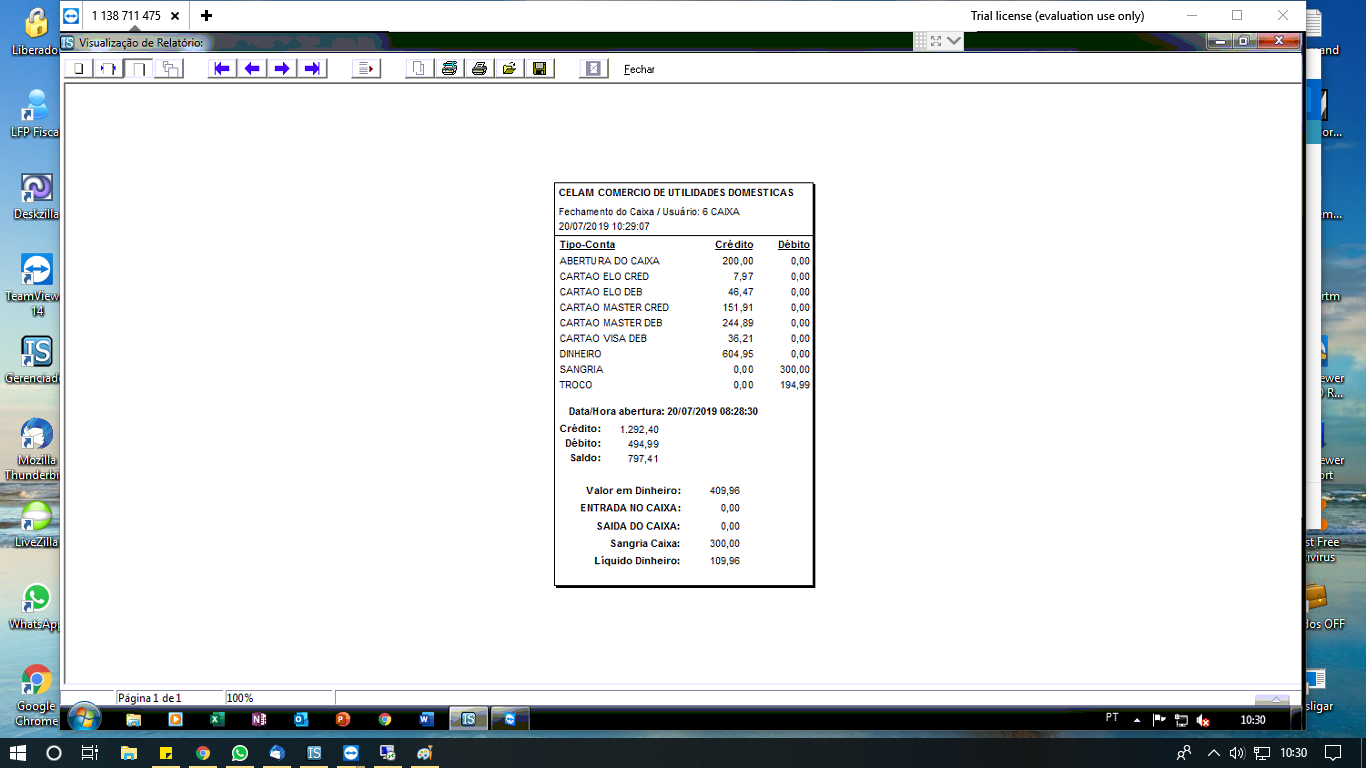 1 138 711 475
Trial license (evaluation use only)
Visualização de Relatório:
Fechar
CELAM COMERCIO DE UTILIDADES DOMESTICAS
Fechamento do Caixa / Usuário: 6 CAIXA
20/07/2019 10:29:07
Tipo-Conta Crédito Débito
ABERTURA DO CAIXA 200,00 0,00
CARTAO ELO CRED 7,97 0,00
CARTAO ELO DEB 46,47 0,00
CARTAO MASTER CRED 151,91 0,00
CARTAO MASTER DEB 244,89 0,00
CARTAO VISA DEB 36,21 0,00
DINHEIRO 604,95 0,00
SANGRIA 0,00 300,00
TROCO 0,00 194,99
Data/Hora abertura: 20/07/2019 08:28:30
Crédito: 1.292,40
Débito: 494,99
Saldo: 797,41
Valor em Dinheiro: 409,96
ENTRADA NO CAIXA: 0,00
SAIDA DO CAIXA: 0,00
Sangria Caixa: 300,00
Líquido Dinheiro: 109,96
Página 1 de 1 100%
PT 10:30
Liberado
LFP Fisca
Deskzilla
TeamView
14
Gerenciad
Mozilla
Thunderbi
LiveZilla
WhatsApp
Google
Chrome
and
or...
em...
rtm
ewer
R...
ewer
ort
st Free
ivirus
dos OFF
sligar
10:30